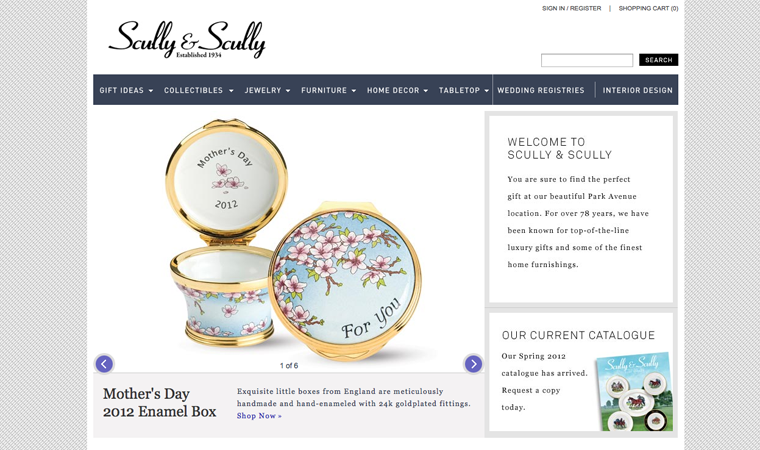 SIGN IN / REGISTER | SHOPPING CART (0)
Scully & Scully
Established 1934
SEARCH
GIFT IDEAS COLLECTIBLES JEWELRY FURNITURE HOME DECOR TABLETOP WEDDING REGISTRIES INTERIOR DESIGN
Mother's Day
2012
For You
1 of 6
Mother's Day
2012 Enamel Box
Exquisite little boxes from England are meticulously
handmade and hand-enameled with 24k goldplated fittings.
Shop Now »
WELCOME TO
SCULLY & SCULLY
You are sure to find the perfect
gift at our beautiful Park Avenue
location. For over 78 years, we have
been known for top-of-the-line
luxury gifts and some of the finest
home furnishings.
OUR CURRENT CATALOGUE
Our Spring 2012
catalogue has arrived.
Request a copy
today.
Scully & Scully